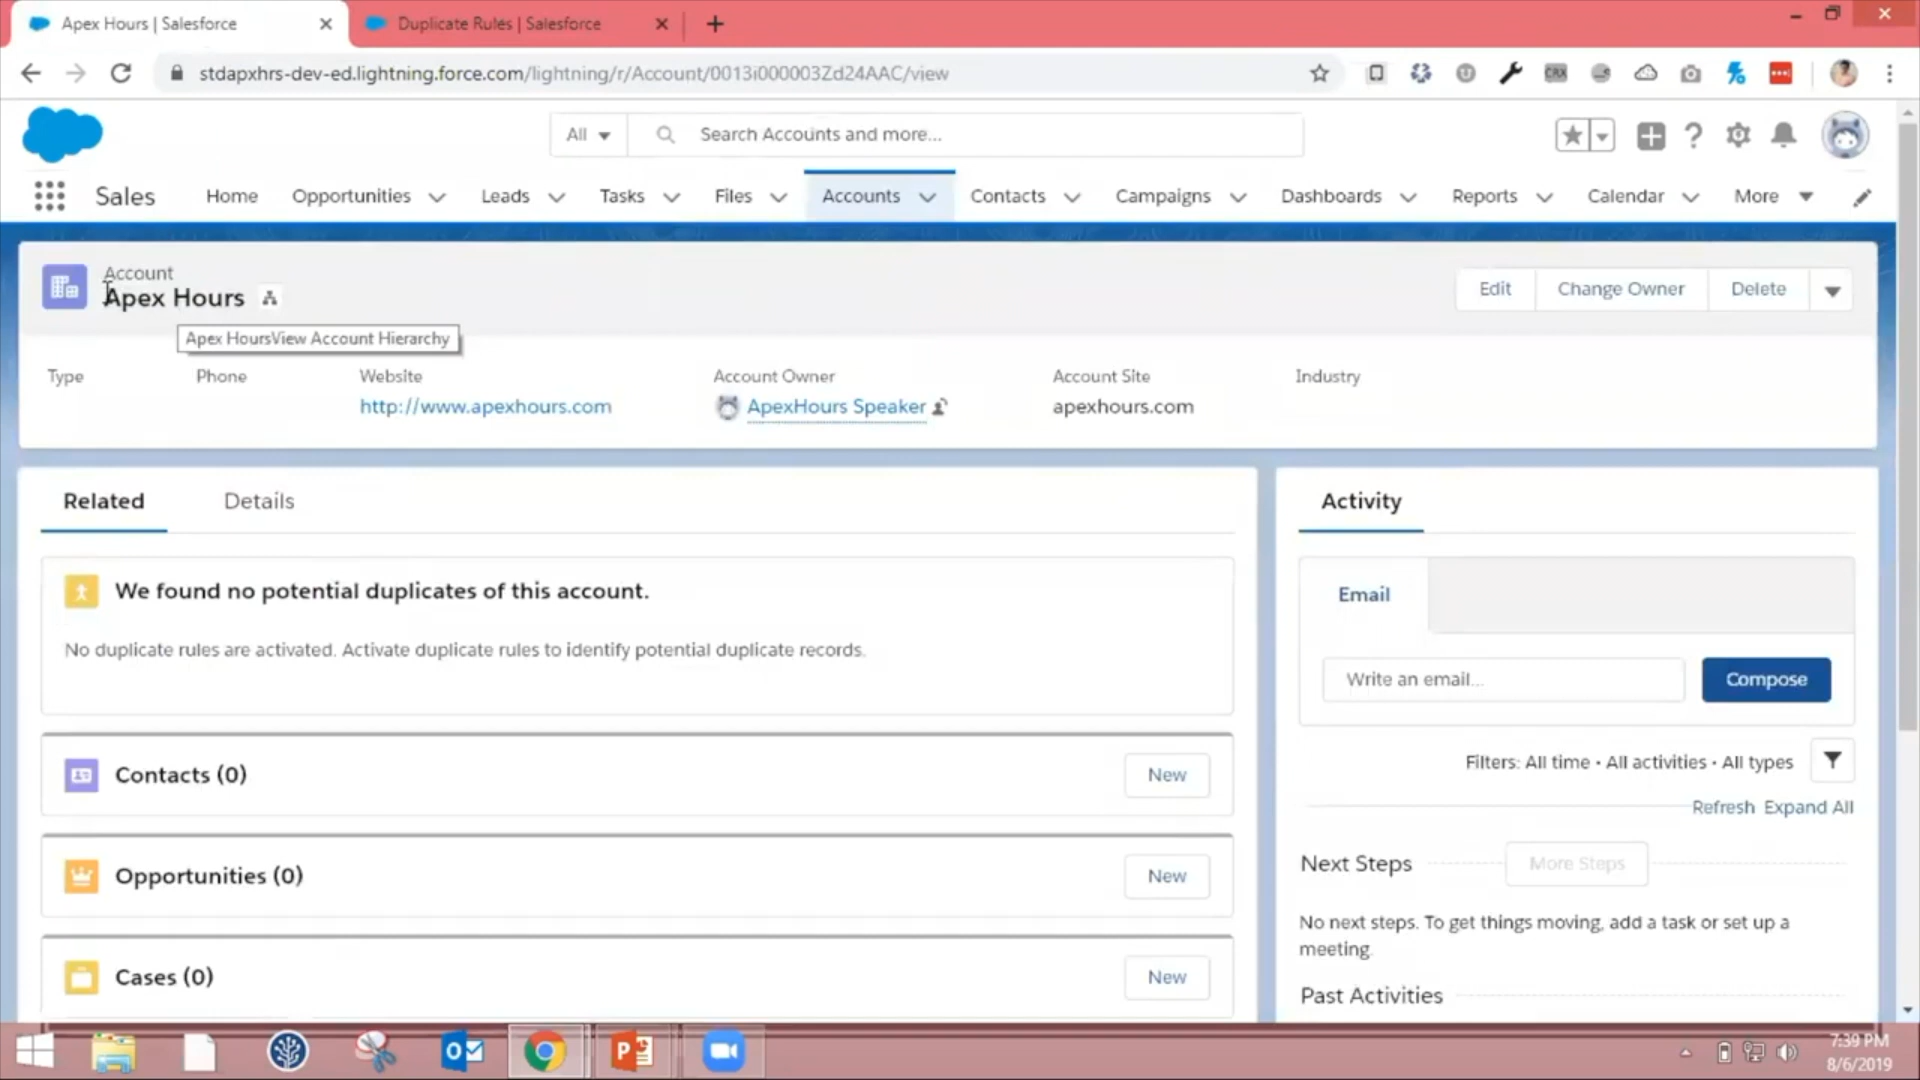 Apex Hours | Salesforce
Duplicate Rules | Salesforce
stdapxhrs-dev-ed.lightning.force.com/lightning/r/Account/0013i000003Zd24AAC/view
CRX
All
Search Accounts and more...
Sales
Home
Opportunities
Leads
Tasks
Files
Accounts
Contacts
Campaigns
Dashboards
Reports
Calendar
More
Account
Apex Hours
Edit
Change Owner
Delete
Apex HoursView Account Hierarchy
Type
Phone
Website
Account Owner
Account Site
Industry
http://www.apexhours.com
ApexHours Speaker
apexhours.com
Related
Details
Activity
We found no potential duplicates of this account.
No duplicate rules are activated. Activate duplicate rules to identify potential duplicate records.
Email
Write an email...
Compose
Contacts (0)
New
Filters: All time • All activities • All types
Refresh Expand All
Opportunities (0)
New
Next Steps
More Steps
No next steps. To get things moving, add a task or set up a
meeting.
Cases (0)
New
Past Activities
7:39 PM
8/6/2019